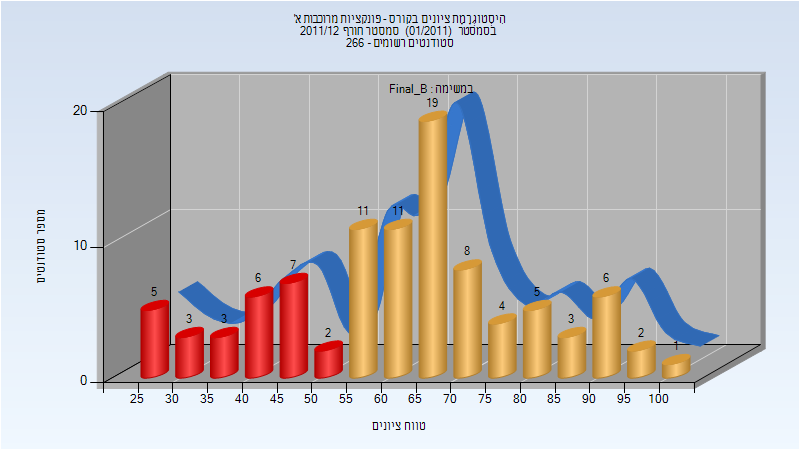 היסטוגרמת ציונים בקורס - פונקציות מרוכבות א'
בסמסטר (01/2011) סמסטר חורף 2011/12
סטודנטים רשומים - 266
במשימה : Final_B
20
10
0
מספר סטודנטים
5
3
3
6
7
2
11
11
19
8
4
5
3
6
2
1
25 30 35 40 45 50 55 60 65 70 75 80 85 90 95 100
טווח ציונים